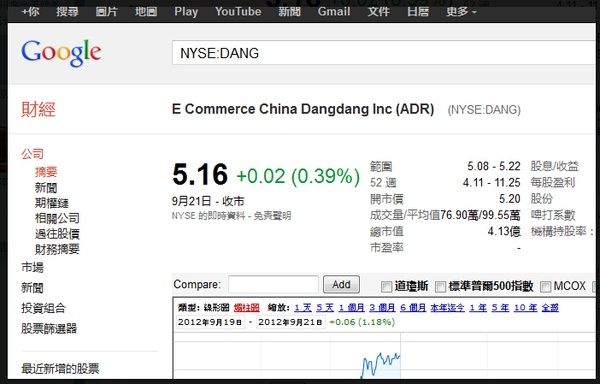 +你 搜尋 圖片 地圖 Play YouTube 新聞 Gmail 文件 日曆 更多
Google
NYSE:DANG
財經
E Commerce China Dangdang Inc (ADR) (NYSE:DANG)
公司
摘要
新聞
期權鏈
相關公司
過往股價
財務摘要
市場
新聞
投資組合
股票篩選器
最近新增的股票
5.16 +0.02 (0.39%)
9月21日 - 收市
NYSE 的即時資料 - 免責聲明
範圍 5.08 - 5.22 股息/收益
52 週 4.11 - 11.25 每股盈利
開市價 5.20 股份
成交量/平均值 76.90萬/99.55萬 啤打系數
總市值 4.13億 機構持股率:
市盈率 -
Compare: Add 道瓊斯 標準普爾500指數 MCOX
類型: 線形圖 燭柱圖 縮放: 1 天 5 天 1 個月 3 個月 6 個月 本年迄今 1 年 5 年 10 年 全部
2012年9月19日 - 2012年9月21日 +0.06 (1.18%)